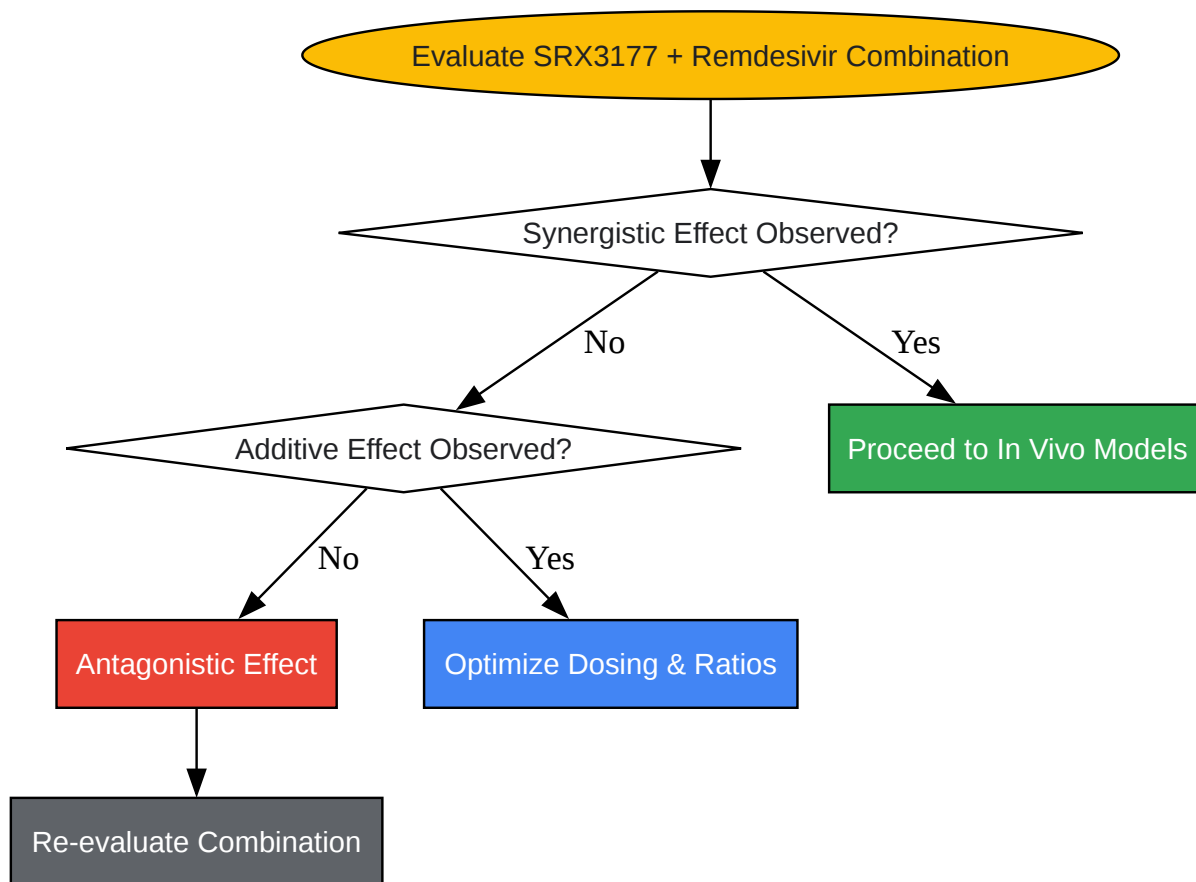 Evaluate SRX3177 + Remdesivir Combination
Synergistic Effect Observed?
No
Yes
Additive Effect Observed?
Proceed to In Vivo Models
No
Yes
Antagonistic Effect
Optimize Dosing & Ratios
Re-evaluate Combination